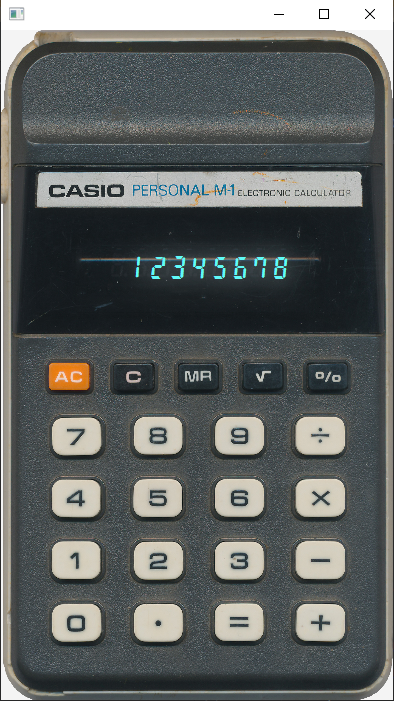 CASIO PERSONAL M-1 ELECTRONIC CALCULATOR
12345678
AC C MR √ %
7 8 9 ÷
4 5 6 ×
1 2 3 −
0 . = +